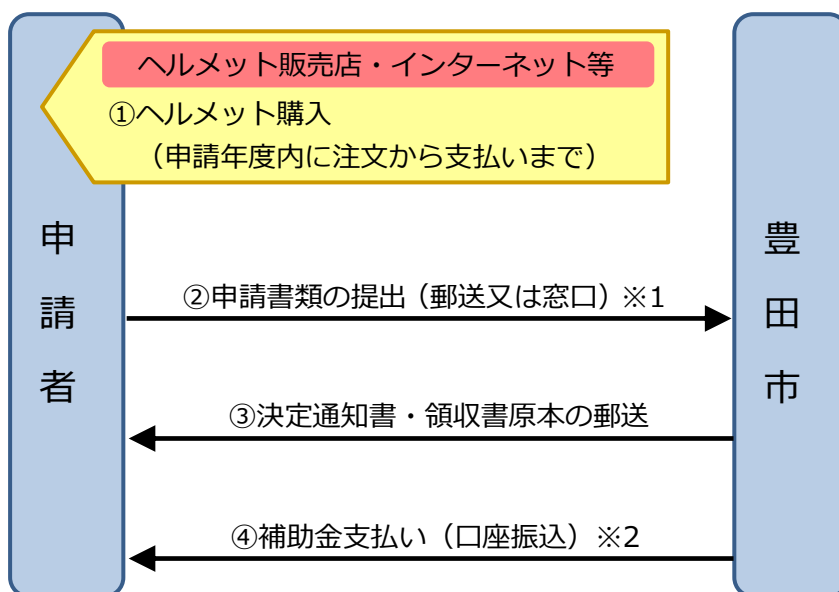 ヘルメット販売店・インターネット等
①ヘルメット購入
（申請年度内に注文から支払いまで）
申請者
豊田市
②申請書類の提出（郵送又は窓口）※1
③決定通知書・領収書原本の郵送
④補助金支払い（口座振込）※2